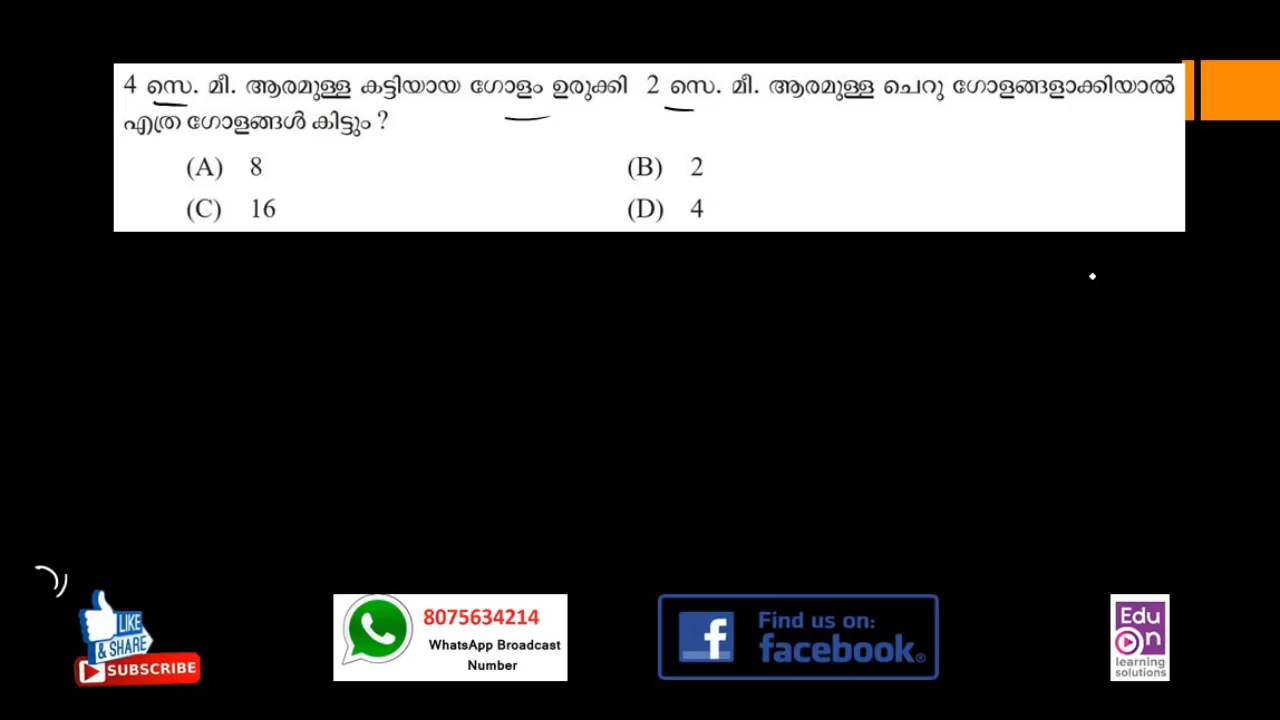 4 സെ. മീ. ആരമുള്ള കട്ടിയായ ഗോളം ഉരുക്കി 2 സെ. മീ. ആരമുള്ള ചെറു ഗോളങ്ങളാക്കിയാൽ
എത്ര ഗോളങ്ങൾ കിട്ടും ?
(A) 8 (B) 2
(C) 16 (D) 4
LIKE
& SHARE
SUBSCRIBE
8075634214
WhatsApp Broadcast
Number
Find us on:
facebook®
Edu
On
learning
solutions